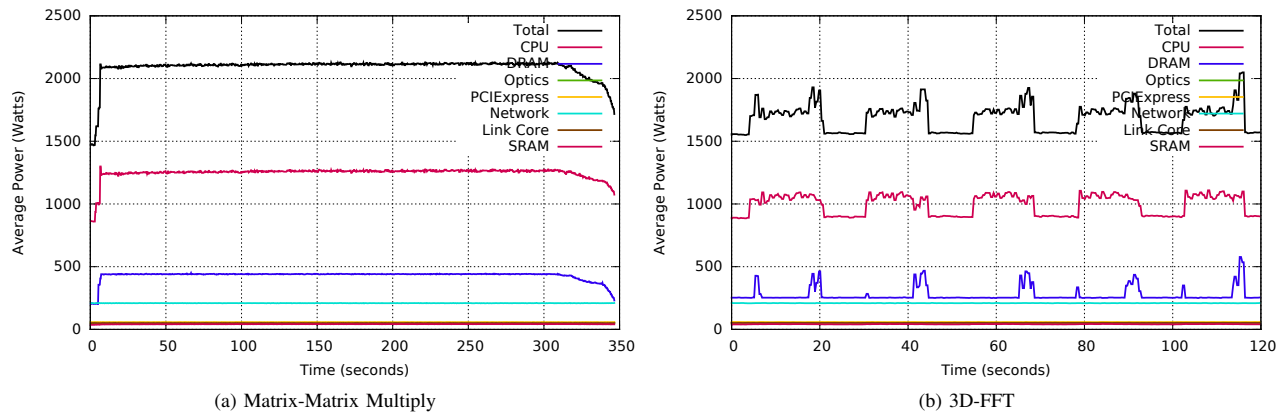 2500
2000
1500
1000
500
0
Average Power (Watts)
Total
CPU
DRAM
Optics
PCIExpress
Network
Link Core
SRAM
0 50 100 150 200 250 300 350
Time (seconds)
(a) Matrix-Matrix Multiply
2500
2000
1500
1000
500
0
Average Power (Watts)
Total
CPU
DRAM
Optics
PCIExpress
Network
Link Core
SRAM
0 20 40 60 80 100 120
Time (seconds)
(b) 3D-FFT